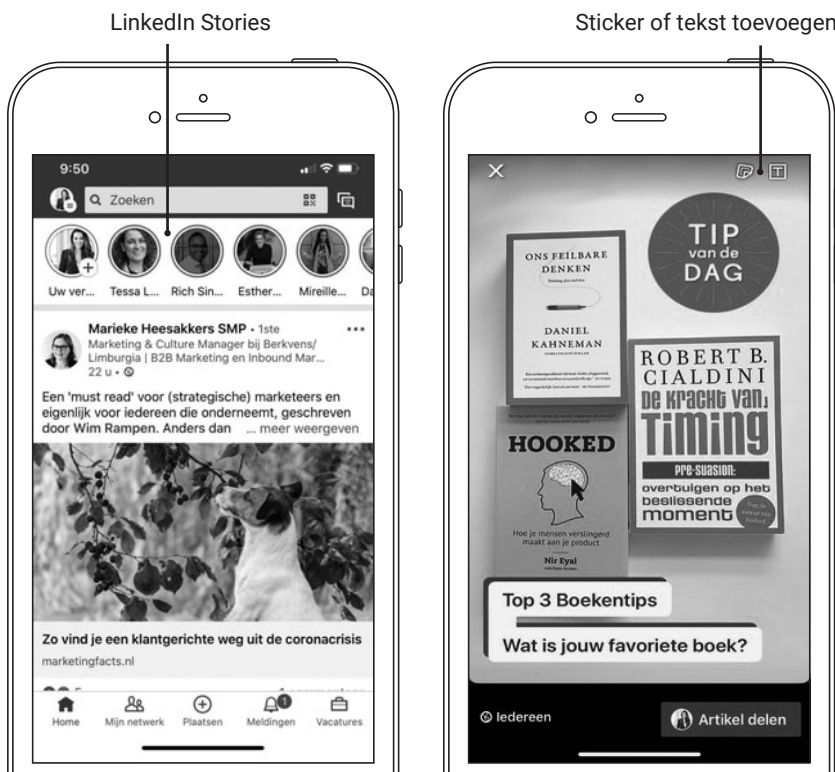 LinkedIn Stories
9:50
Zoeken
Uw ver... Tessa L... Rich Sin... Esther... Mireille... Da
Marieke Heesakkers SMP • 1ste
Marketing & Culture Manager bij Berkvens/
Limburgia | B2B Marketing en Inbound Mar...
22 u •
Een 'must read' voor (strategische) marketeers en
eigenlijk voor iedereen die onderneemt, geschreven
door Wim Rampen. Anders dan ... meer weergeven
Zo vind je een klantgerichte weg uit de coronacrisis
marketingfacts.nl
1
Home Mijn netwerk Plaatsen Meldingen Vacatures
Sticker of tekst toevoegen
T
TIP
van de
DAG
ONS FEILBARE
DENKEN
DANIEL
KAHNEMAN
ROBERT B.
CIALDINI
De kracht van
Timing
PRE-SUASION:
overtuigen op het
beslissende
moment
HOOKED
Hoe je mensen verslingerd
maakt aan je product
Nir Eyal
Top 3 Boekentips
Wat is jouw favoriete boek?
Iedereen
Artikel delen